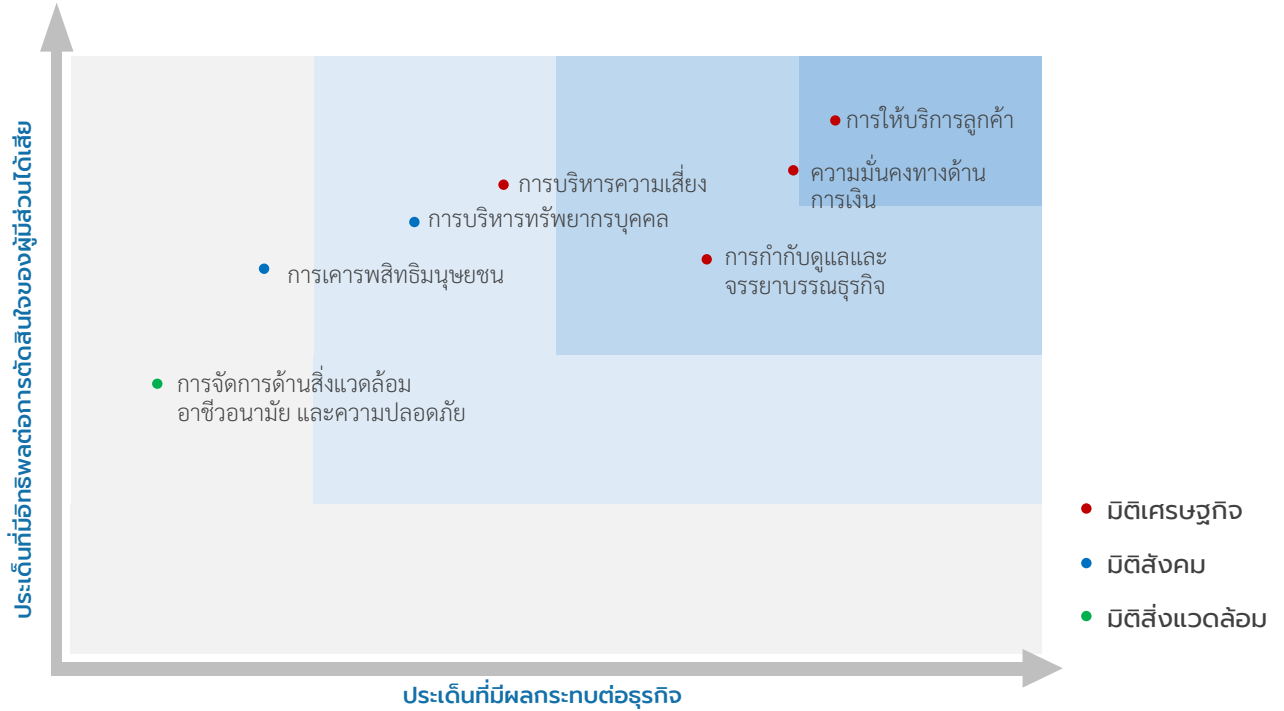 ประเด็นที่มีอิทธิพลต่อการตัดสินใจของผู้มีส่วนได้เสีย
การให้บริการลูกค้า
ความมั่นคงทางด้าน
การเงิน
การบริหารความเสี่ยง
การบริหารทรัพยากรบุคคล
การกำกับดูแลและ
จรรยาบรรณธุรกิจ
การเคารพสิทธิมนุษยชน
การจัดการด้านสิ่งแวดล้อม
อาชีวอนามัย และความปลอดภัย
มิติเศรษฐกิจ
มิติสังคม
มิติสิ่งแวดล้อม
ประเด็นที่มีผลกระทบต่อธุรกิจ